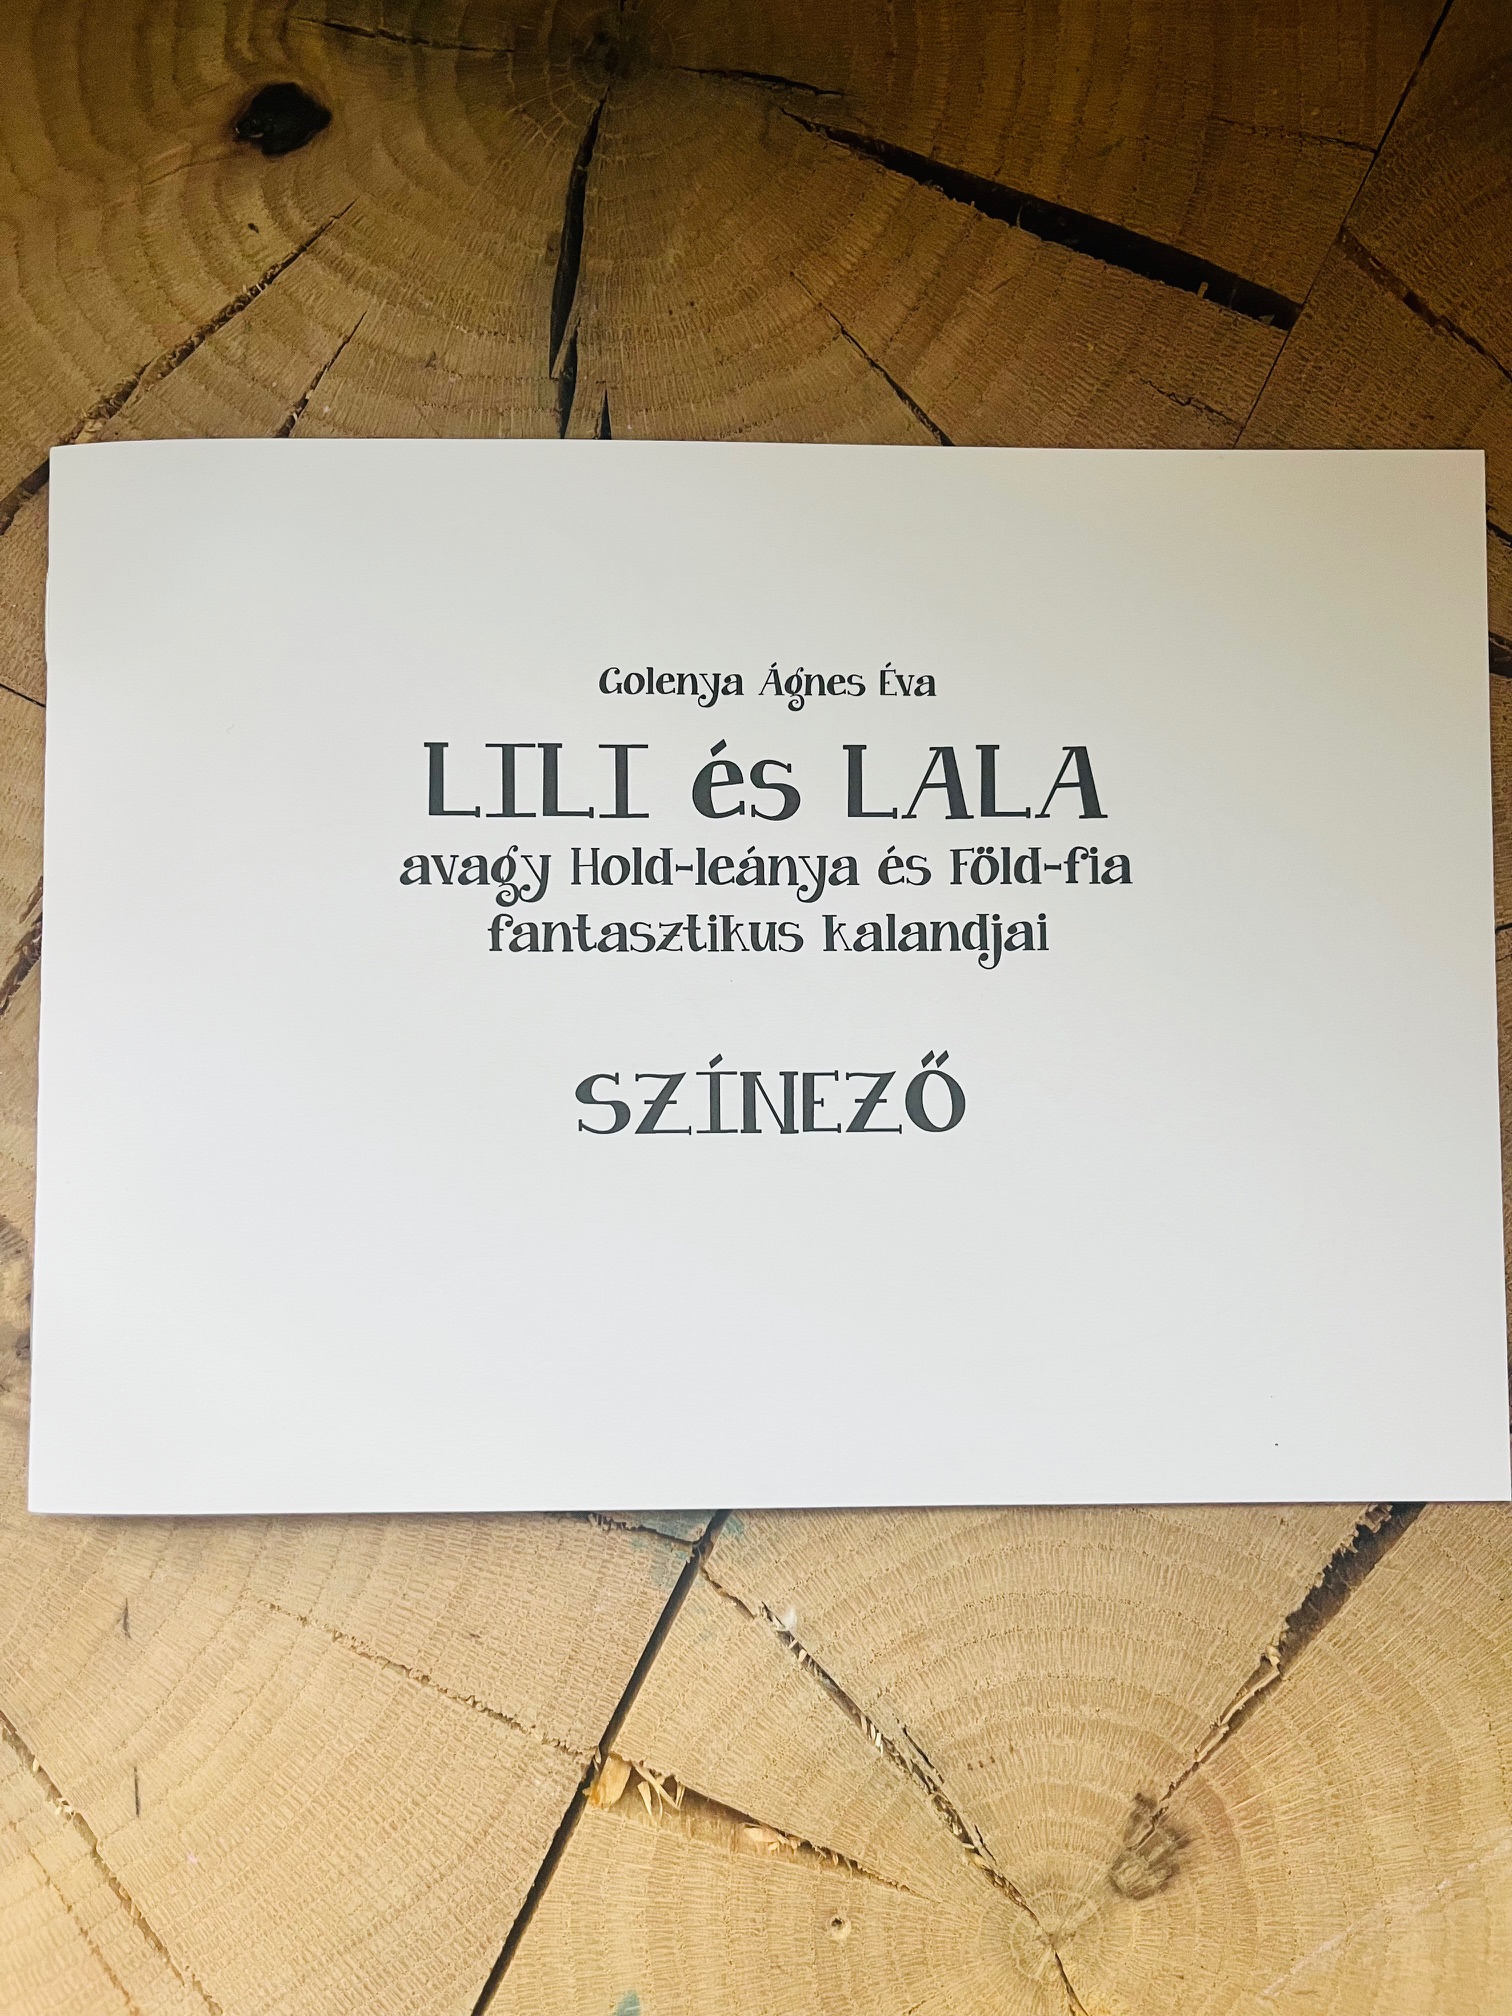 Golenya Ágnes Éva
LILI és LALA
avagy Hold-leánya és Föld-fia
fantasztikus kalandjai
SZÍNEZŐ